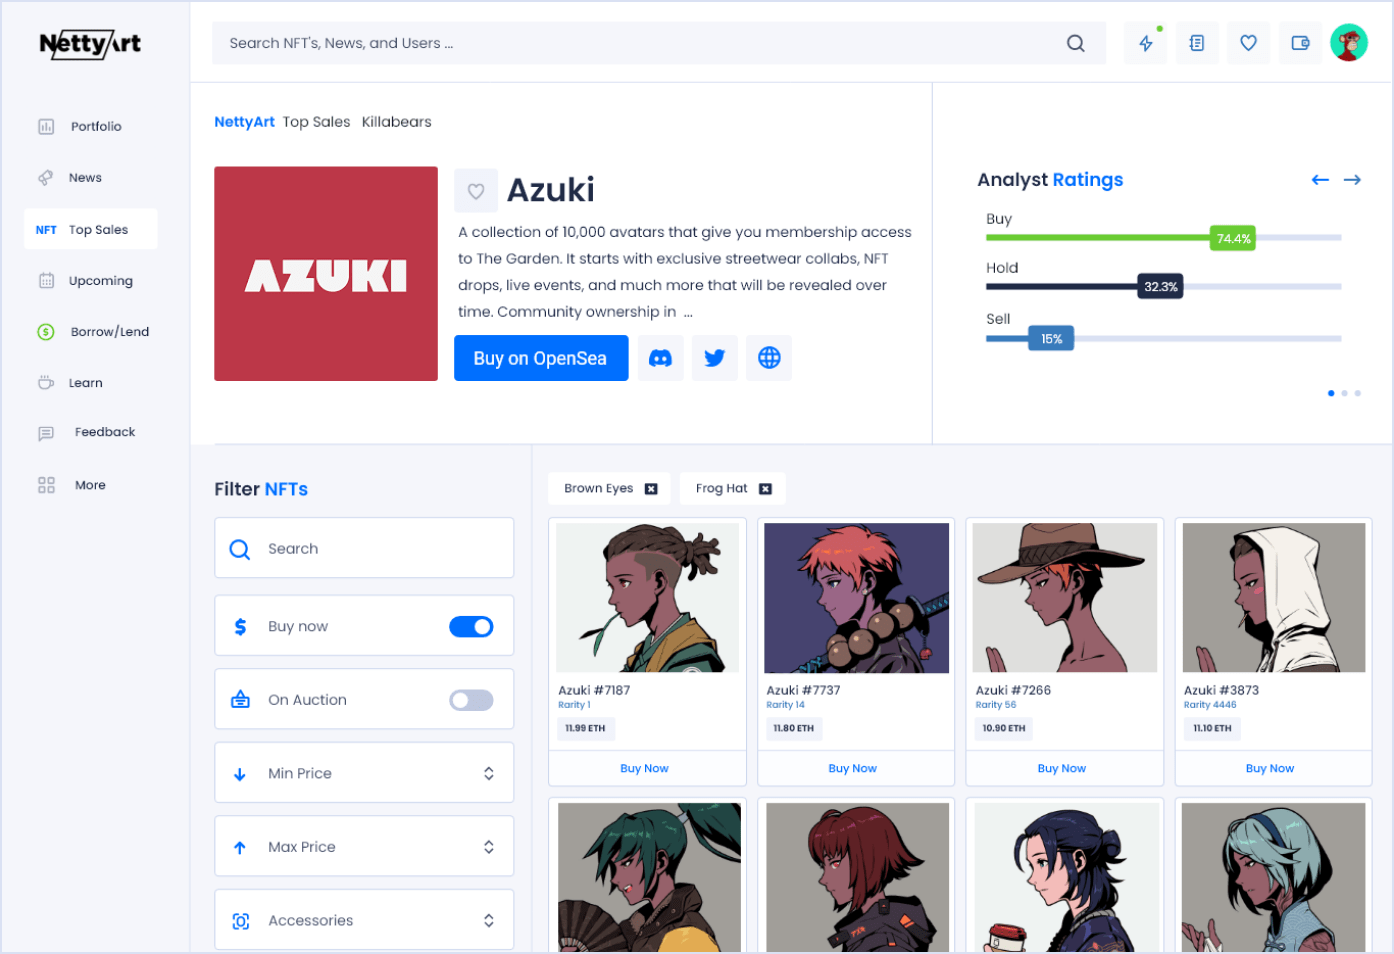 NettyArt
Search NFT's, News, and Users ...
Portfolio
News
NFT Top Sales
Upcoming
Borrow/Lend
Learn
Feedback
More
NettyArt Top Sales Killabears
AZUKI
Azuki
A collection of 10,000 avatars that give you membership access
to The Garden. It starts with exclusive streetwear collabs, NFT
drops, live events, and much more that will be revealed over
time. Community ownership in ...
Buy on OpenSea
Analyst Ratings
Buy
74.4%
Hold
32.3%
Sell
15%
Filter NFTs
Search
Buy now
On Auction
Min Price
Max Price
Accessories
Brown Eyes
Frog Hat
Azuki #7187
Rarity 1
11.99 ETH
Buy Now
Azuki #7737
Rarity 14
11.80 ETH
Buy Now
Azuki #7266
Rarity 56
10.90 ETH
Buy Now
Azuki #3873
Rarity 4446
11.10 ETH
Buy Now